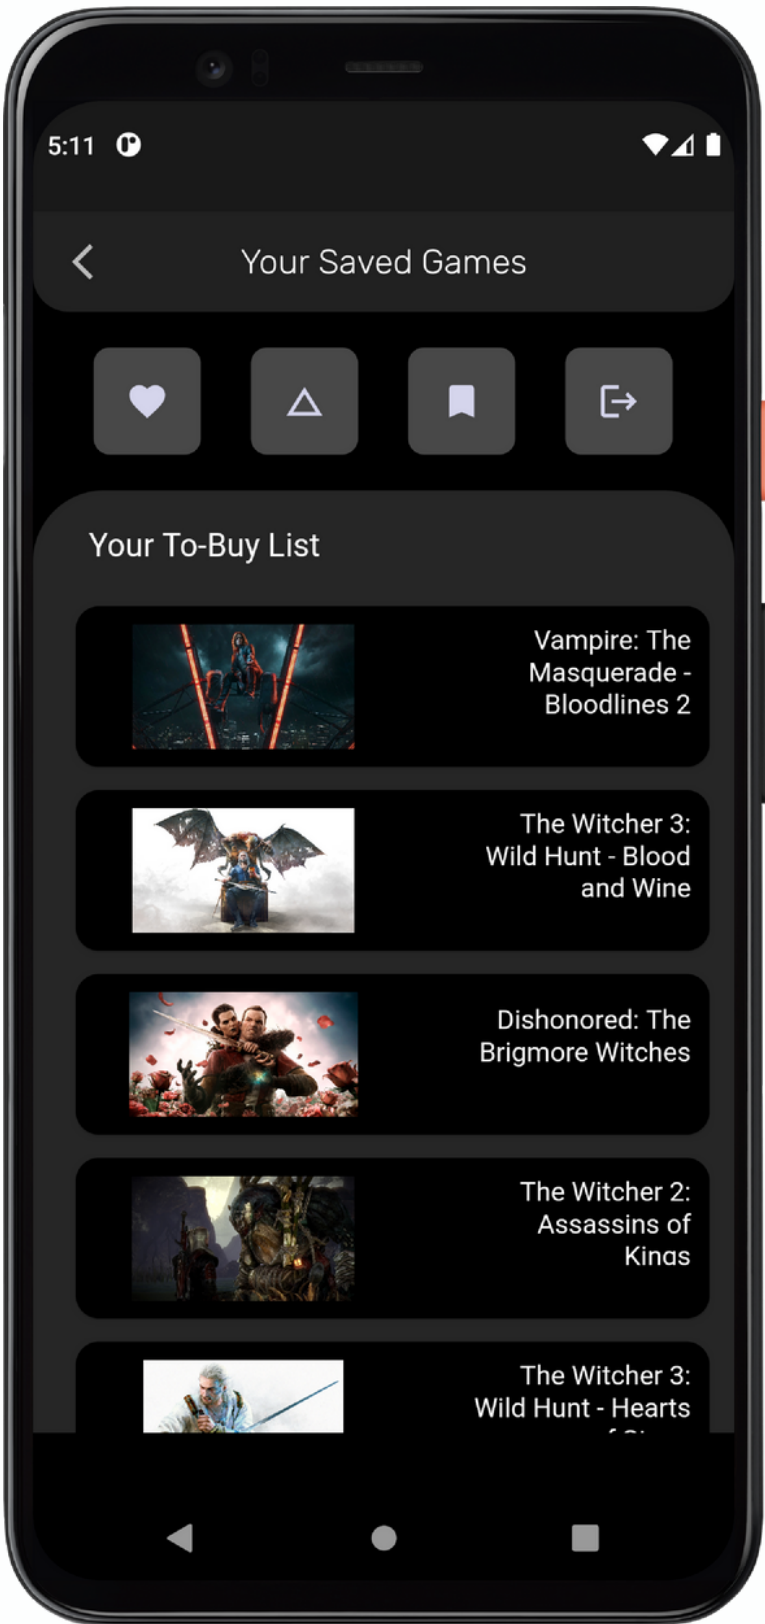 5:11
Your Saved Games
Your To-Buy List
Vampire: The
Masquerade -
Bloodlines 2
The Witcher 3:
Wild Hunt - Blood
and Wine
Dishonored: The
Brigmore Witches
The Witcher 2:
Assassins of
Kings
The Witcher 3:
Wild Hunt - Hearts